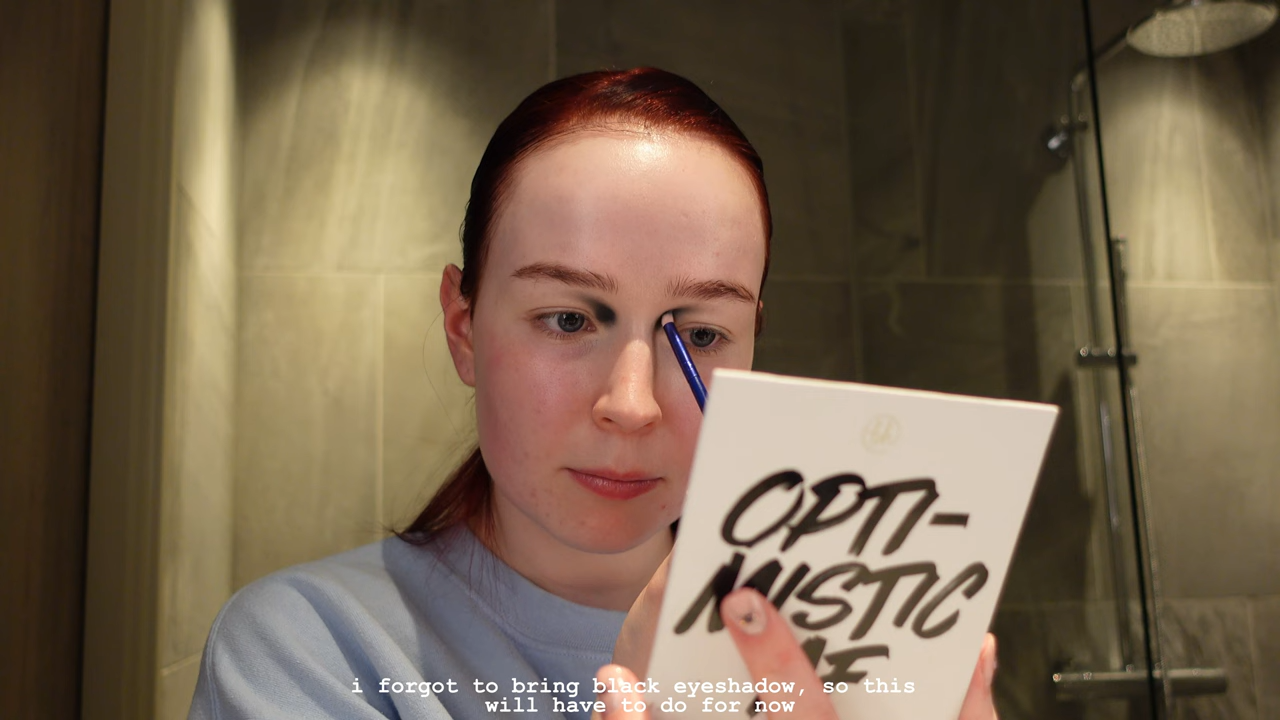 OPTI-
MISTIC
i forgot to bring black eyeshadow, so this
will have to do for now